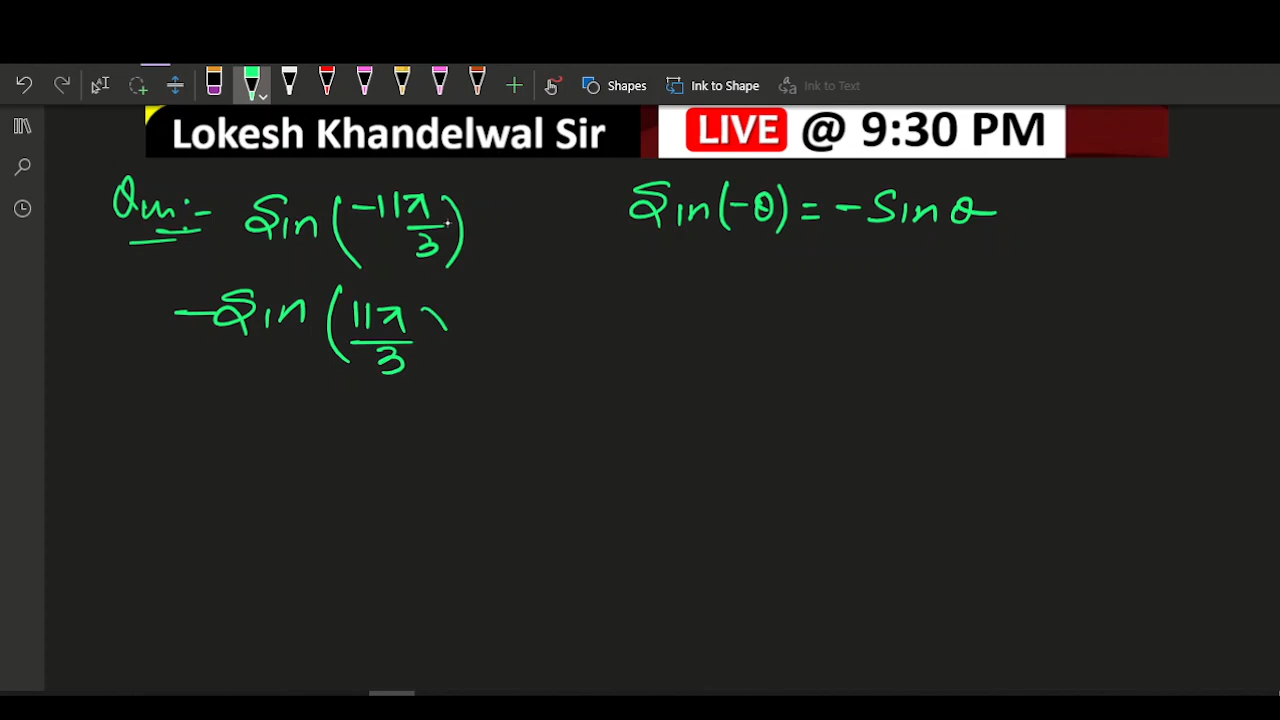 Shapes Ink to Shape Ink to Text
Lokesh Khandelwal Sir LIVE @ 9:30 PM
Qn:- Sin(-11π/3) Sin(-θ) = -Sinθ
-Sin(11π/3)